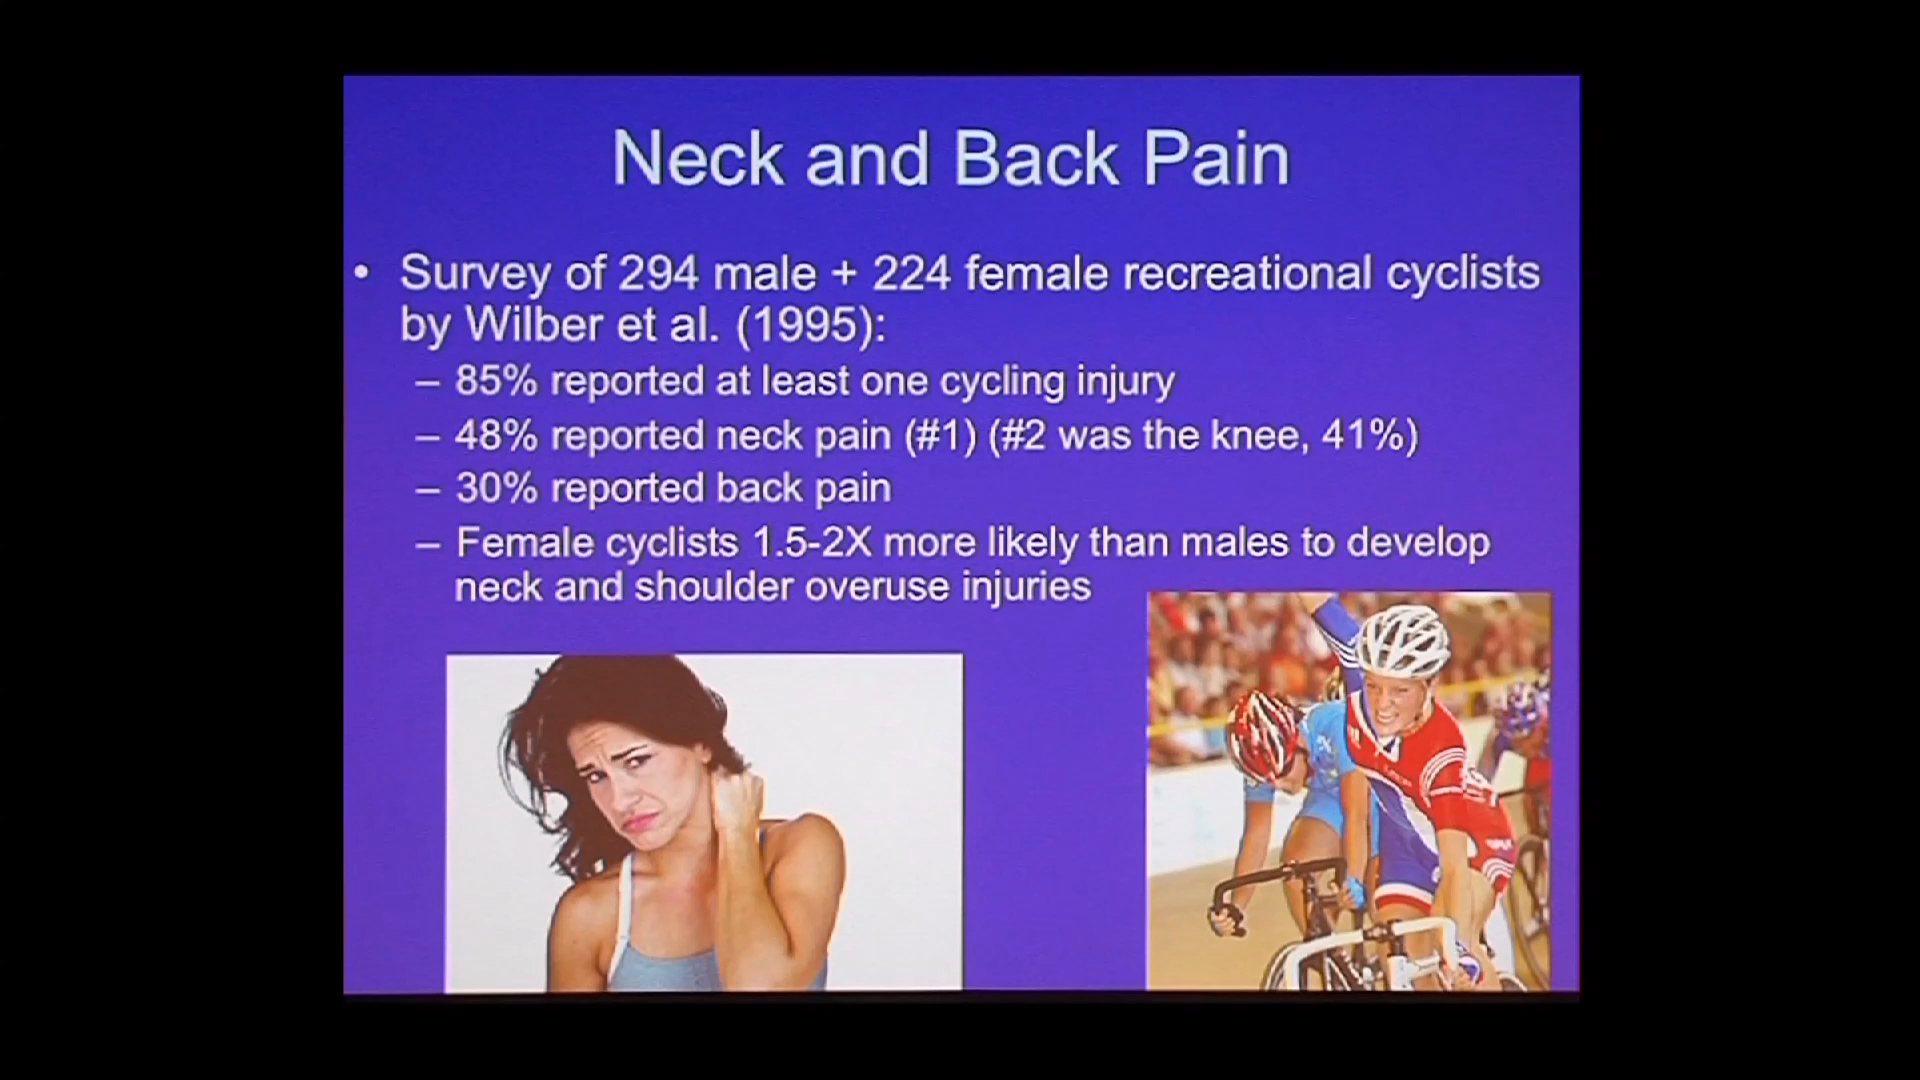 Neck and Back Pain
• Survey of 294 male + 224 female recreational cyclists
by Wilber et al. (1995):
– 85% reported at least one cycling injury
– 48% reported neck pain (#1) (#2 was the knee, 41%)
– 30% reported back pain
– Female cyclists 1.5-2X more likely than males to develop
neck and shoulder overuse injuries